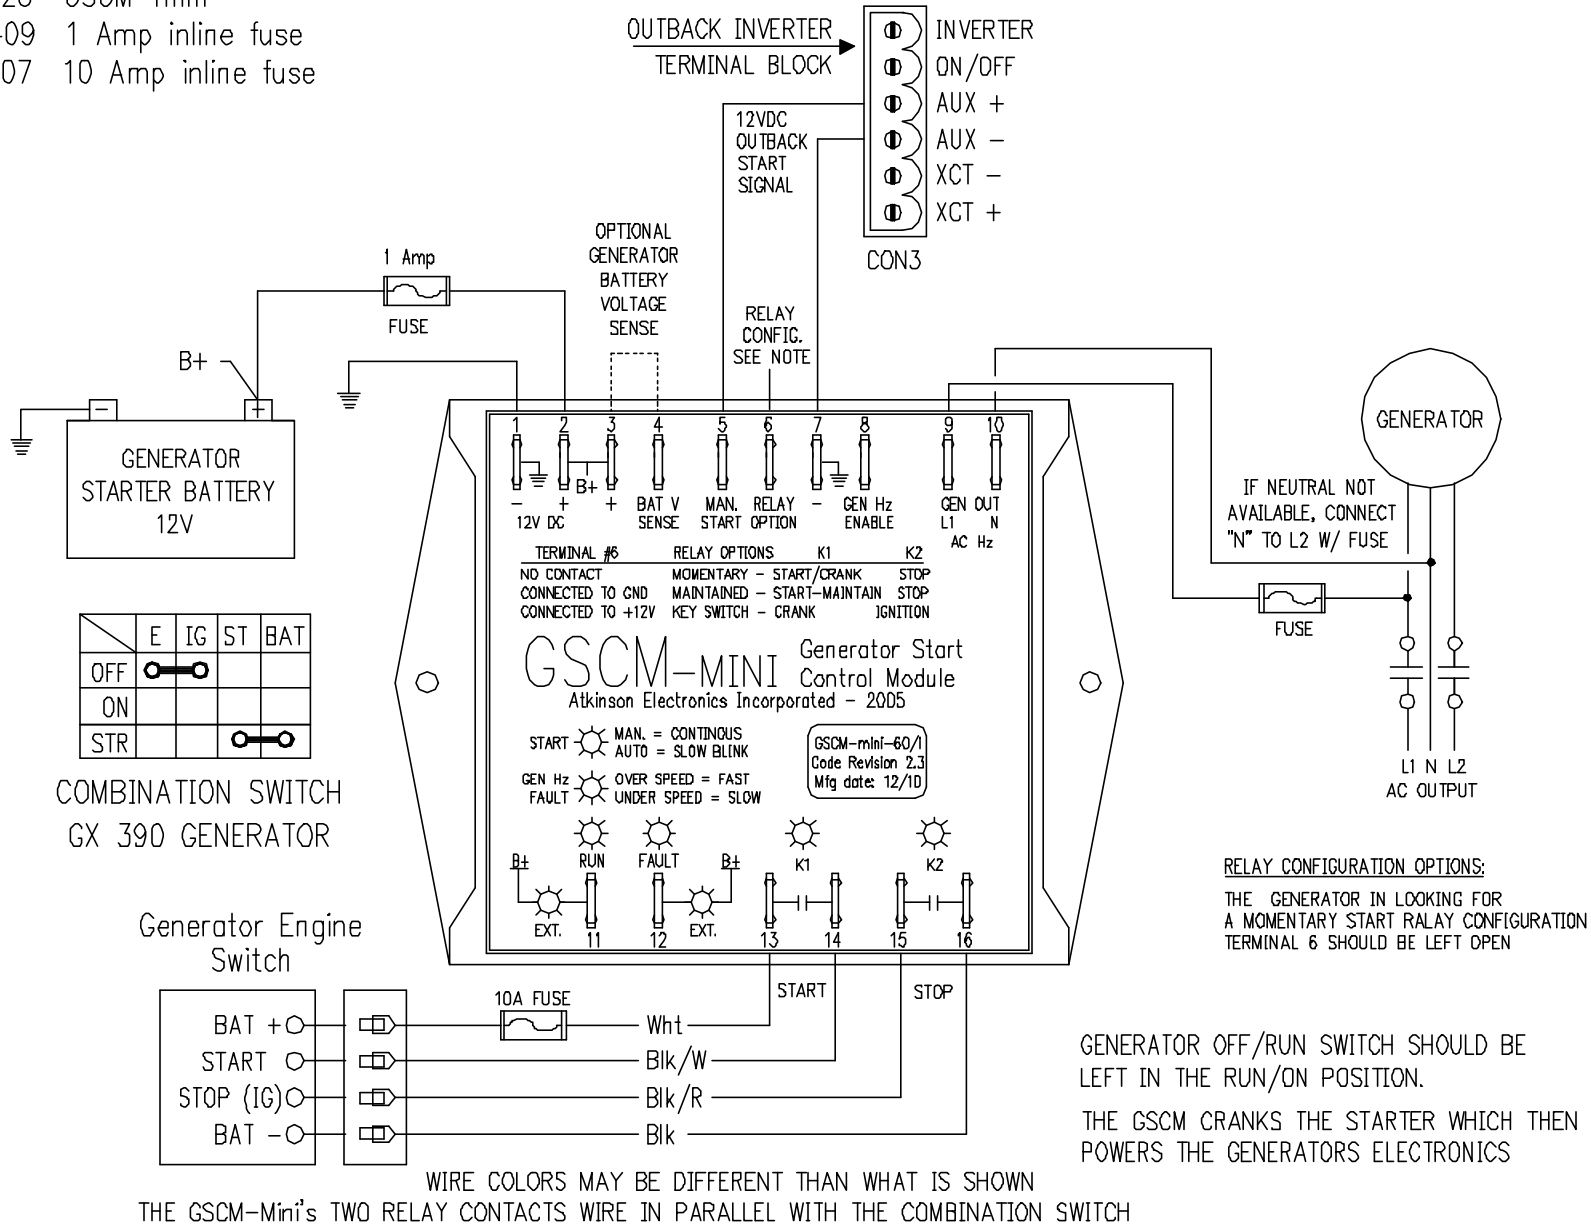 09 1 Amp inline fuse
07 10 Amp inline fuse
OUTBACK INVERTER
TERMINAL BLOCK
INVERTER
ON/OFF
AUX +
AUX -
XCT -
XCT +
CON3
12VDC
OUTBACK
START
SIGNAL
OPTIONAL
GENERATOR
BATTERY
VOLTAGE
SENSE
RELAY
CONFIG.
SEE NOTE
1 Amp
FUSE
B+
- +
GENERATOR
STARTER BATTERY
12V
1 2 3 4 5 6 7 8 9 10
B+
- + + BAT V MAN. RELAY - GEN Hz GEN OUT
12V DC SENSE START OPTION ENABLE L1 N
AC Hz
TERMINAL #6 RELAY OPTIONS K1 K2
NO CONTACT MOMENTARY - START/CRANK STOP
CONNECTED TO GND MAINTAINED - START-MAINTAIN STOP
CONNECTED TO +12V KEY SWITCH - CRANK IGNITION
GSCM-MINI Generator Start
Control Module
Atkinson Electronics Incorporated - 2005
START MAN. = CONTINOUS
AUTO = SLOW BLINK
GEN Hz OVER SPEED = FAST
FAULT UNDER SPEED = SLOW
GSCM-mini-60/1
Code Revision 2.3
Mfg date: 12/10
B+ RUN FAULT B+ K1 K2
EXT. EXT.
11 12 13 14 15 16
GENERATOR
IF NEUTRAL NOT
AVAILABLE, CONNECT
"N" TO L2 W/ FUSE
FUSE
L1 N L2
AC OUTPUT
E IG ST BAT
OFF
ON
STR
COMBINATION SWITCH
GX 390 GENERATOR
RELAY CONFIGURATION OPTIONS:
THE GENERATOR IN LOOKING FOR
A MOMENTARY START RALAY CONFIGURATION
TERMINAL 6 SHOULD BE LEFT OPEN
Generator Engine
Switch
START STOP
10A FUSE
BAT + Wht
START Blk/W
STOP (IG) Blk/R
BAT - Blk
GENERATOR OFF/RUN SWITCH SHOULD BE
LEFT IN THE RUN/ON POSITION.
THE GSCM CRANKS THE STARTER WHICH THEN
POWERS THE GENERATORS ELECTRONICS
WIRE COLORS MAY BE DIFFERENT THAN WHAT IS SHOWN
THE GSCM-Mini's TWO RELAY CONTACTS WIRE IN PARALLEL WITH THE COMBINATION SWITCH